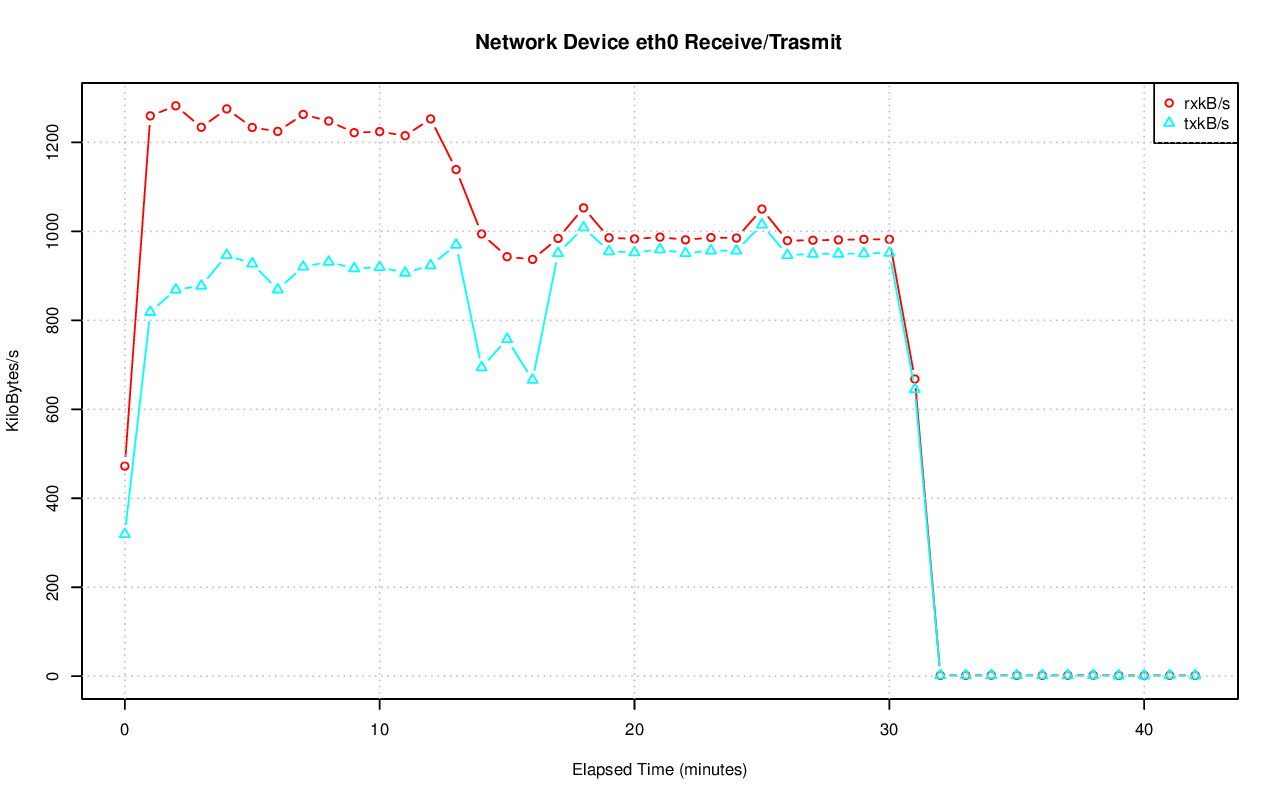 Network Device eth0 Receive/Trasmit
rxkB/s
txkB/s
KiloBytes/s
1200
1000
800
600
400
200
0
0 10 20 30 40
Elapsed Time (minutes)